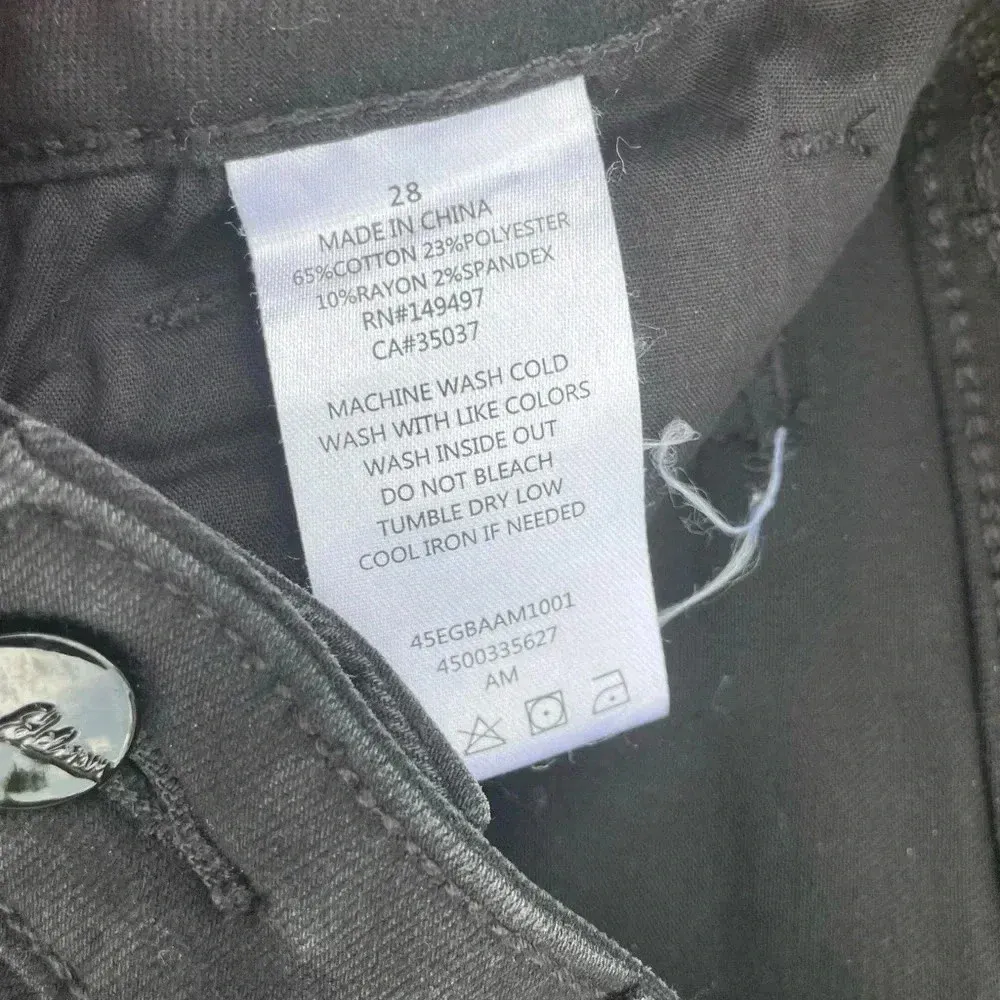 28
MADE IN CHINA
65%COTTON 23%POLYESTER
10%RAYON 2%SPANDEX
RN#149497
CA#35037
MACHINE WASH COLD
WASH WITH LIKE COLORS
WASH INSIDE OUT
DO NOT BLEACH
TUMBLE DRY LOW
COOL IRON IF NEEDED
45EGBAAM1001
4500335627
AM